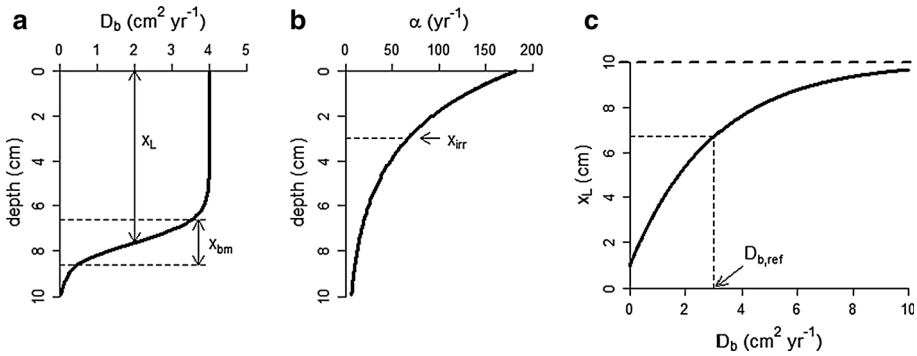 a
D_b (cm² yr⁻¹)
0 1 2 3 4 5
depth (cm)
0
2
4
6
8
10
x_L
x_bm
b
α (yr⁻¹)
0 50 100 150 200
depth (cm)
0
2
4
6
8
10
x_irr
c
x_L (cm)
10
8
6
4
2
0
D_b,ref
0 2 4 6 8 10
D_b (cm² yr⁻¹)